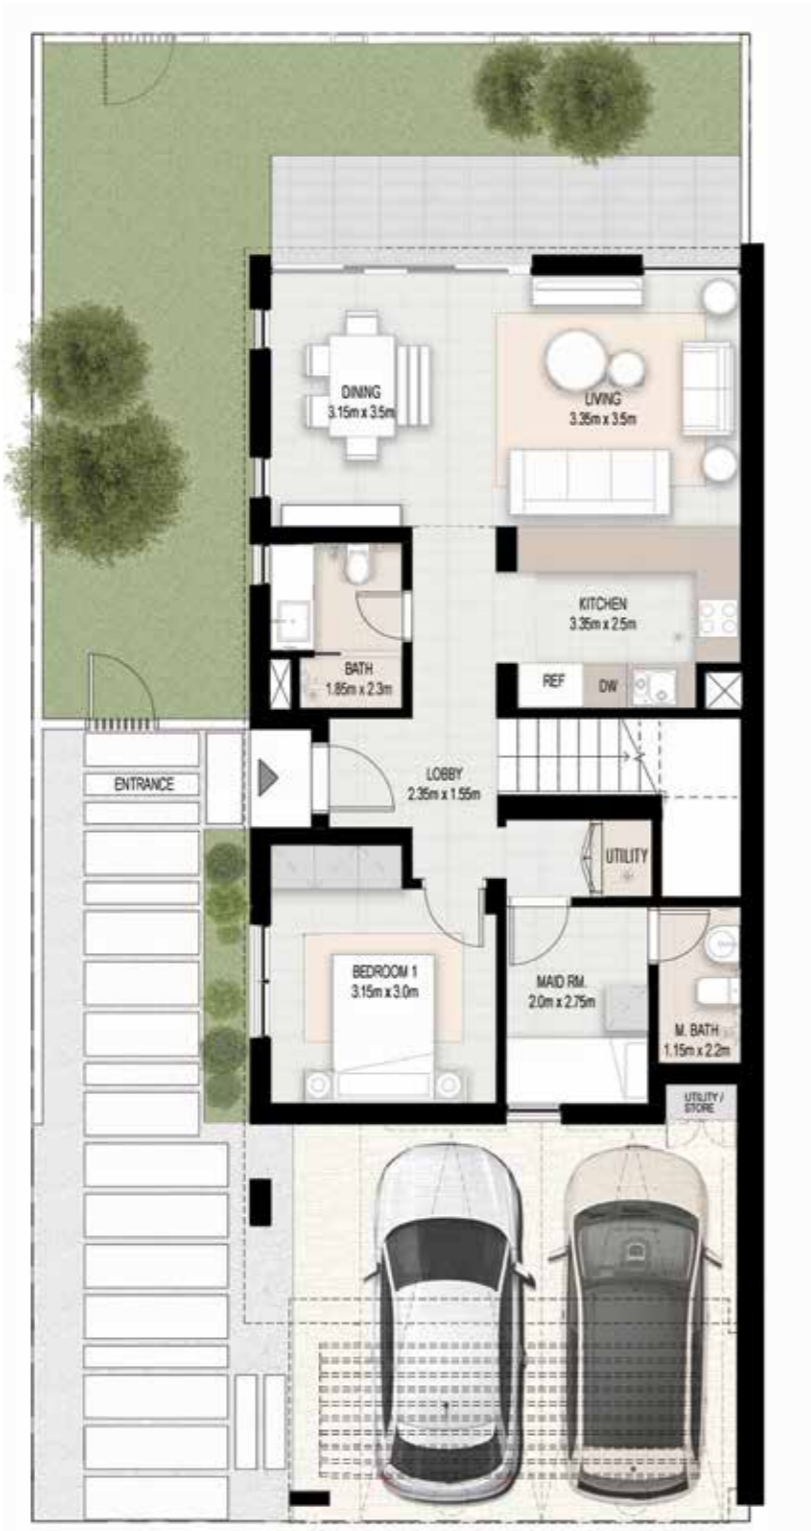 DINING
3.15m x 3.5m
LIVING
3.35m x 3.5m
KITCHEN
3.35m x 2.5m
BATH
1.85m x 2.3m
REF
DW
ENTRANCE
LOBBY
2.35m x 1.55m
UTILITY
BEDROOM 1
3.15m x 3.0m
MAID RM.
2.0m x 2.75m
M. BATH
1.15m x 2.2m
UTILITY /
STORE